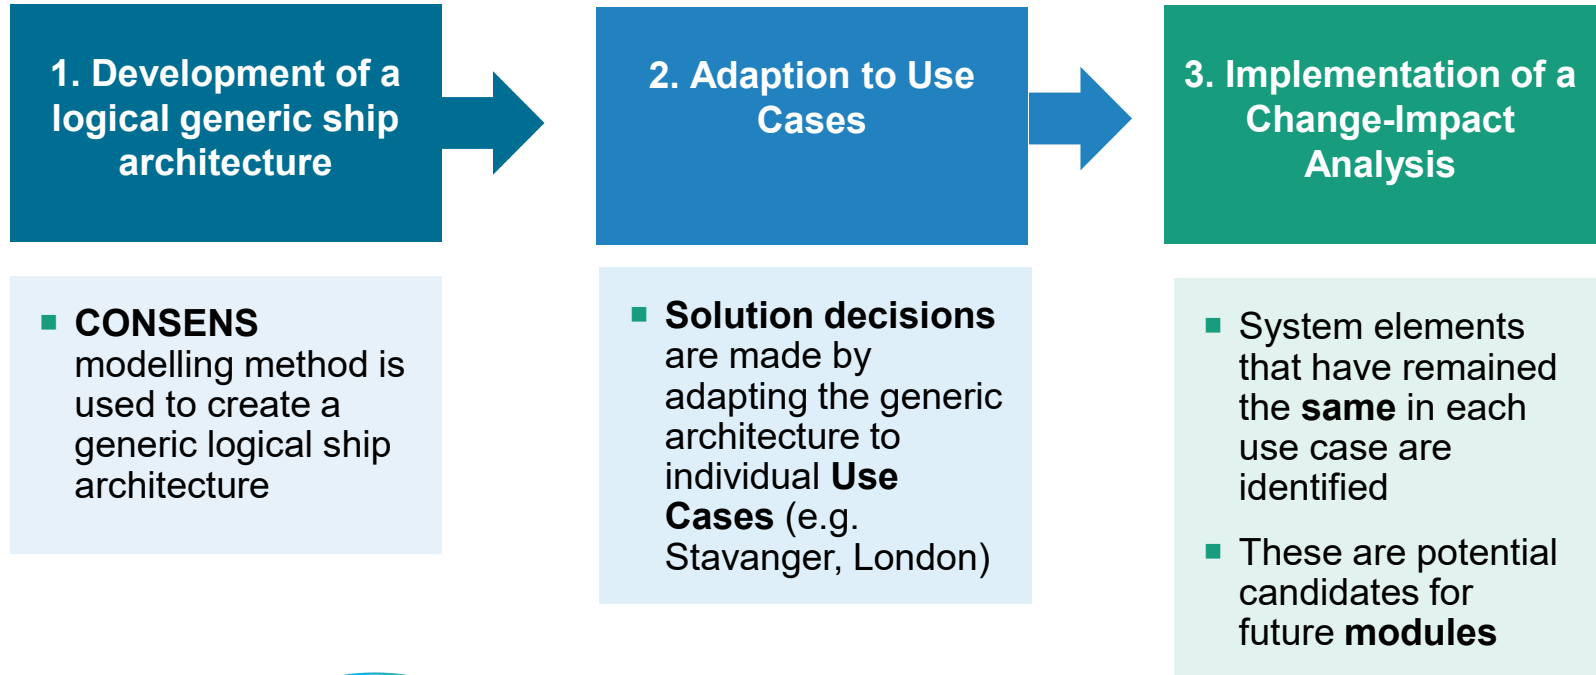 1. Development of a
logical generic ship
architecture
2. Adaption to Use
Cases
3. Implementation of a
Change-Impact
Analysis
CONSENS
modelling method is
used to create a
generic logical ship
architecture
Solution decisions
are made by
adapting the generic
architecture to
individual Use
Cases (e.g.
Stavanger, London)
System elements
that have remained
the same in each
use case are
identified
These are potential
candidates for
future modules